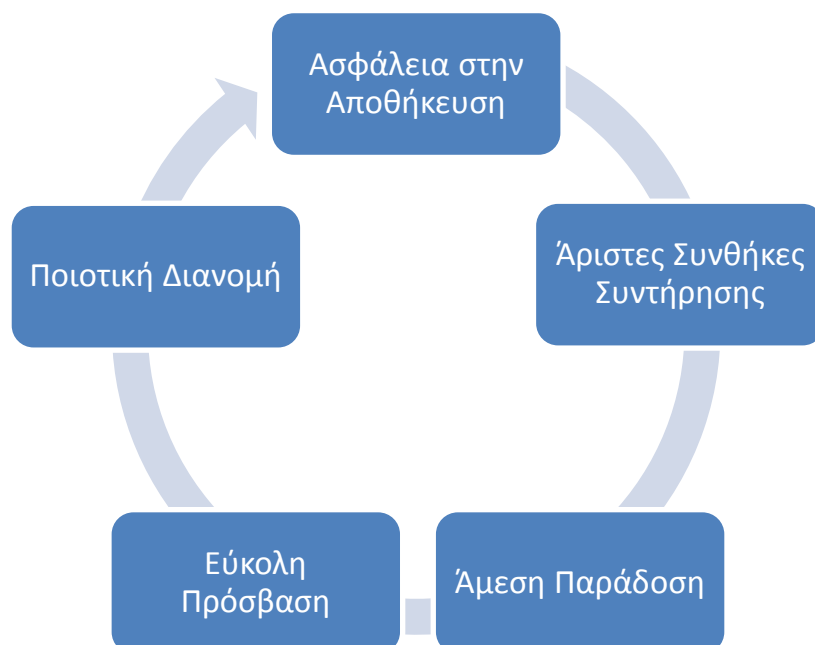 Ασφάλεια στην
Αποθήκευση
Άριστες Συνθήκες
Συντήρησης
Άμεση Παράδοση
Εύκολη
Πρόσβαση
Ποιοτική Διανομή